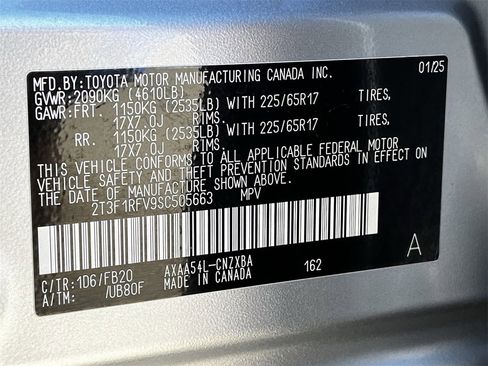 MFD.BY:TOYOTA MOTOR MANUFACTURING CANADA INC. 01/25
GVWR:2090KG (4610LB)
GAWR:FRT. 1150KG (2535LB) WITH 225/65R17 TIRES,
17X7.0J RIMS.
RR. 1150KG (2535LB) WITH 225/65R17 TIRES,
17X7.0J RIMS.
THIS VEHICLE CONFORMS TO ALL APPLICABLE FEDERAL MOTOR
VEHICLE SAFETY AND THEFT PREVENTION STANDARDS IN EFFECT
ON THE DATE OF MANUFACTURE SHOWN ABOVE.
2T3F1RFV9SC505663 MPV
C/TR:1D6/FB20 AXAA54L-CNZXBA 162 A
A/TM: /UB80F MADE IN CANADA